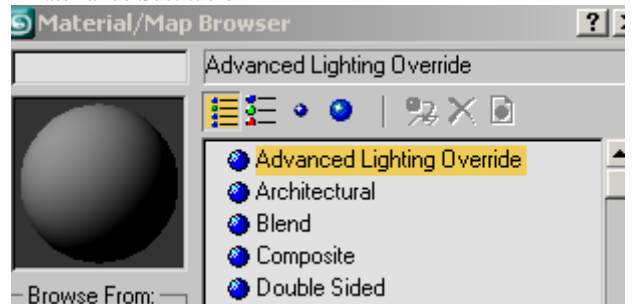 Material/Map Browser
Advanced Lighting Override
Advanced Lighting Override
Architectural
Blend
Composite
Double Sided
Browse From: